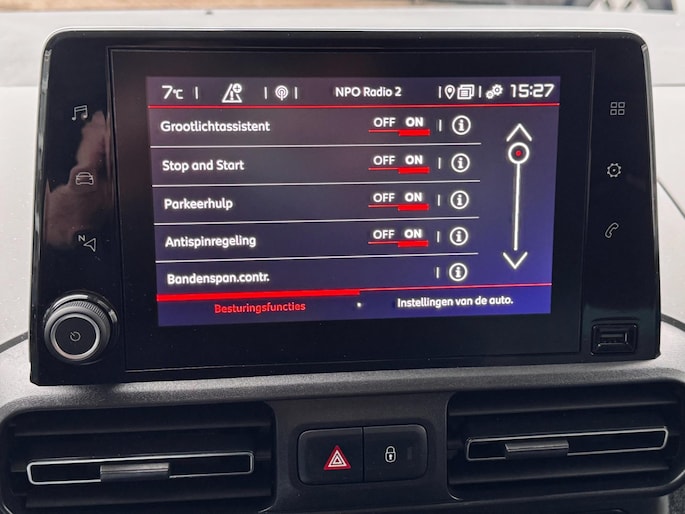 7°C NPO Radio 2 15:27
Grootlichtassistent OFF ON
Stop and Start OFF ON
Parkeerhulp OFF ON
Antispinregeling OFF ON
Bandenspan.contr.
Besturingsfuncties Instellingen van de auto.
N